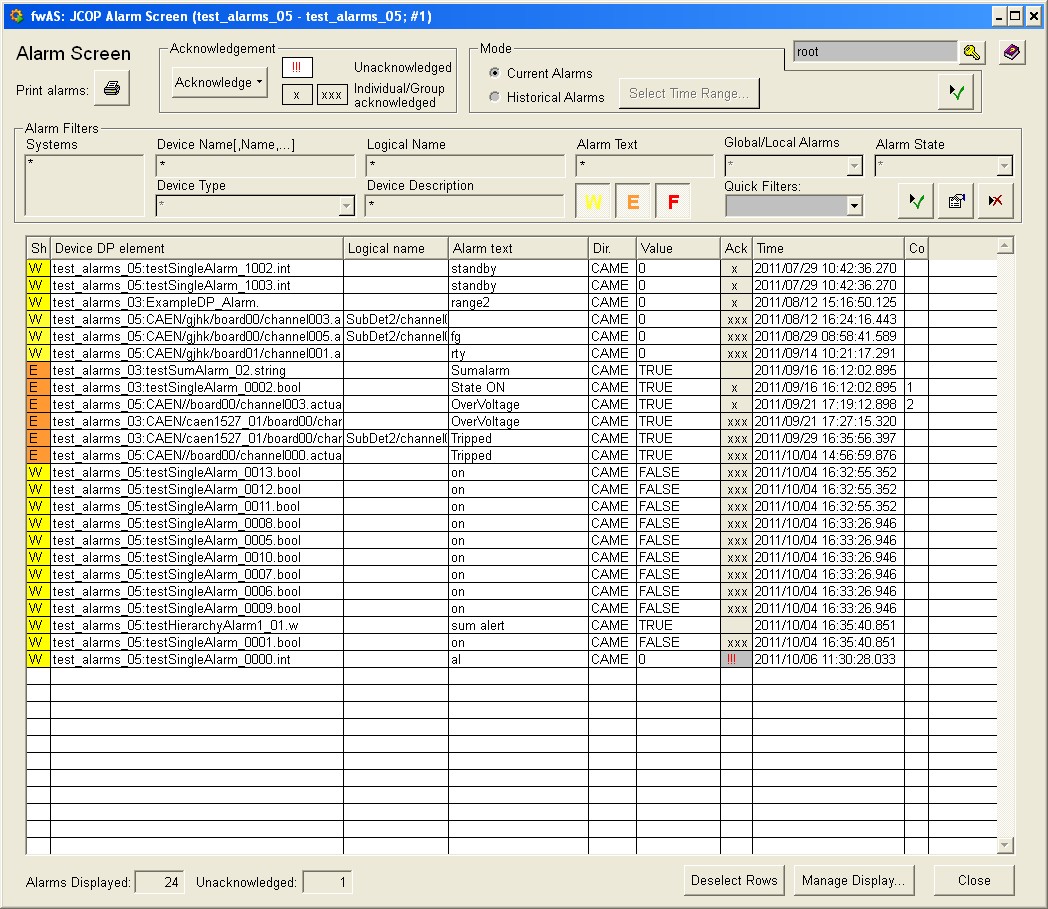 fwAS: JCOP Alarm Screen (test_alarms_05 - test_alarms_05; #1)
Alarm Screen
Print alarms:
Acknowledgement
Acknowledge
!!! Unacknowledged
x xxx Individual/Group acknowledged
Mode
Current Alarms
Historical Alarms
Select Time Range...
root
Alarm Filters
Systems
*
Device Name[,Name,...]
*
Logical Name
*
Alarm Text
*
Global/Local Alarms
*
Alarm State
*
Device Type
*
Device Description
*
W E F
Quick Filters:
Sh Device DP element Logical name Alarm text Dir. Value Ack Time Co
W test_alarms_05:testSingleAlarm_1002.int standby CAME 0 x 2011/07/29 10:42:36.270
W test_alarms_05:testSingleAlarm_1003.int standby CAME 0 x 2011/07/29 10:42:36.270
W test_alarms_03:ExampleDP_Alarm. range2 CAME 0 x 2011/08/12 15:16:50.125
W test_alarms_05:CAEN/gjhk/board00/channel003.a SubDet2/channel( CAME 0 xxx 2011/08/12 16:24:16.443
W test_alarms_05:CAEN/gjhk/board00/channel005.a SubDet2/channel( fg CAME 0 xxx 2011/08/29 08:58:41.589
W test_alarms_05:CAEN/gjhk/board01/channel001.a rty CAME 0 xxx 2011/09/14 10:21:17.291
E test_alarms_03:testSumAlarm_02.string Sumalarm CAME TRUE 2011/09/16 16:12:02.895
E test_alarms_03:testSingleAlarm_0002.bool State ON CAME TRUE x 2011/09/16 16:12:02.895 1
E test_alarms_05:CAEN//board00/channel003.actua OverVoltage CAME TRUE x 2011/09/21 17:19:12.898 2
E test_alarms_03:CAEN/caen1527_01/board00/char OverVoltage CAME TRUE xxx 2011/09/21 17:27:15.320
E test_alarms_03:CAEN/caen1527_01/board00/char SubDet2/channel( Tripped CAME TRUE xxx 2011/09/29 16:35:56.397
E test_alarms_05:CAEN//board00/channel000.actua Tripped CAME TRUE xxx 2011/10/04 14:56:59.876
W test_alarms_05:testSingleAlarm_0013.bool on CAME FALSE xxx 2011/10/04 16:32:55.352
W test_alarms_05:testSingleAlarm_0012.bool on CAME FALSE xxx 2011/10/04 16:32:55.352
W test_alarms_05:testSingleAlarm_0011.bool on CAME FALSE xxx 2011/10/04 16:32:55.352
W test_alarms_05:testSingleAlarm_0008.bool on CAME FALSE xxx 2011/10/04 16:33:26.946
W test_alarms_05:testSingleAlarm_0005.bool on CAME FALSE xxx 2011/10/04 16:33:26.946
W test_alarms_05:testSingleAlarm_0010.bool on CAME FALSE xxx 2011/10/04 16:33:26.946
W test_alarms_05:testSingleAlarm_0007.bool on CAME FALSE xxx 2011/10/04 16:33:26.946
W test_alarms_05:testSingleAlarm_0006.bool on CAME FALSE xxx 2011/10/04 16:33:26.946
W test_alarms_05:testSingleAlarm_0009.bool on CAME FALSE xxx 2011/10/04 16:33:26.946
W test_alarms_05:testHierarchyAlarm1_01.w sum alert CAME TRUE 2011/10/04 16:35:40.851
W test_alarms_05:testSingleAlarm_0001.bool on CAME FALSE xxx 2011/10/04 16:35:40.851
W test_alarms_05:testSingleAlarm_0000.int al CAME 0 !!! 2011/10/06 11:30:28.033
Alarms Displayed: 24 Unacknowledged: 1
Deselect Rows
Manage Display...
Close